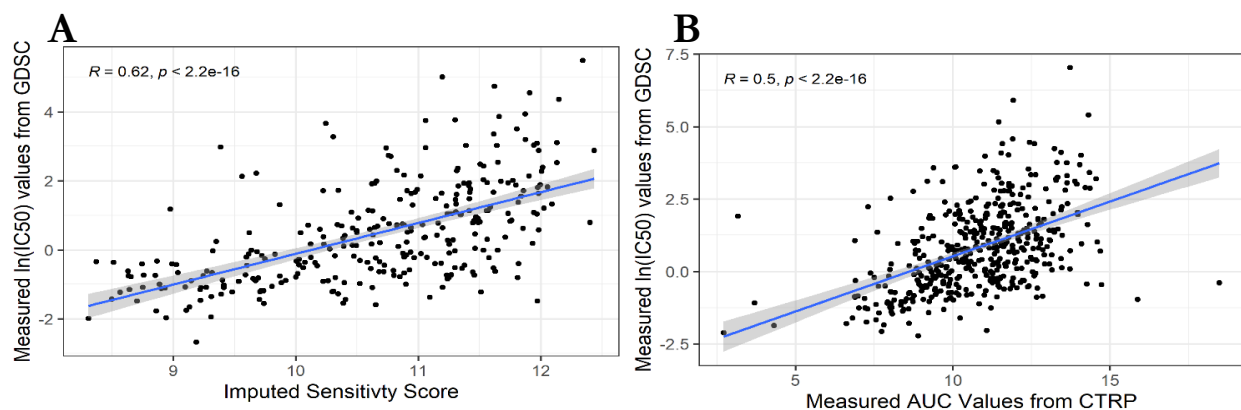 A
Measured ln(IC50) values from GDSC
R = 0.62, p < 2.2e-16
4
2
0
-2
9
10
11
12
Imputed Sensitivty Score
B
Measured ln(IC50) values from GDSC
R = 0.5, p < 2.2e-16
7.5
5.0
2.5
0.0
-2.5
5
10
15
Measured AUC Values from CTRP